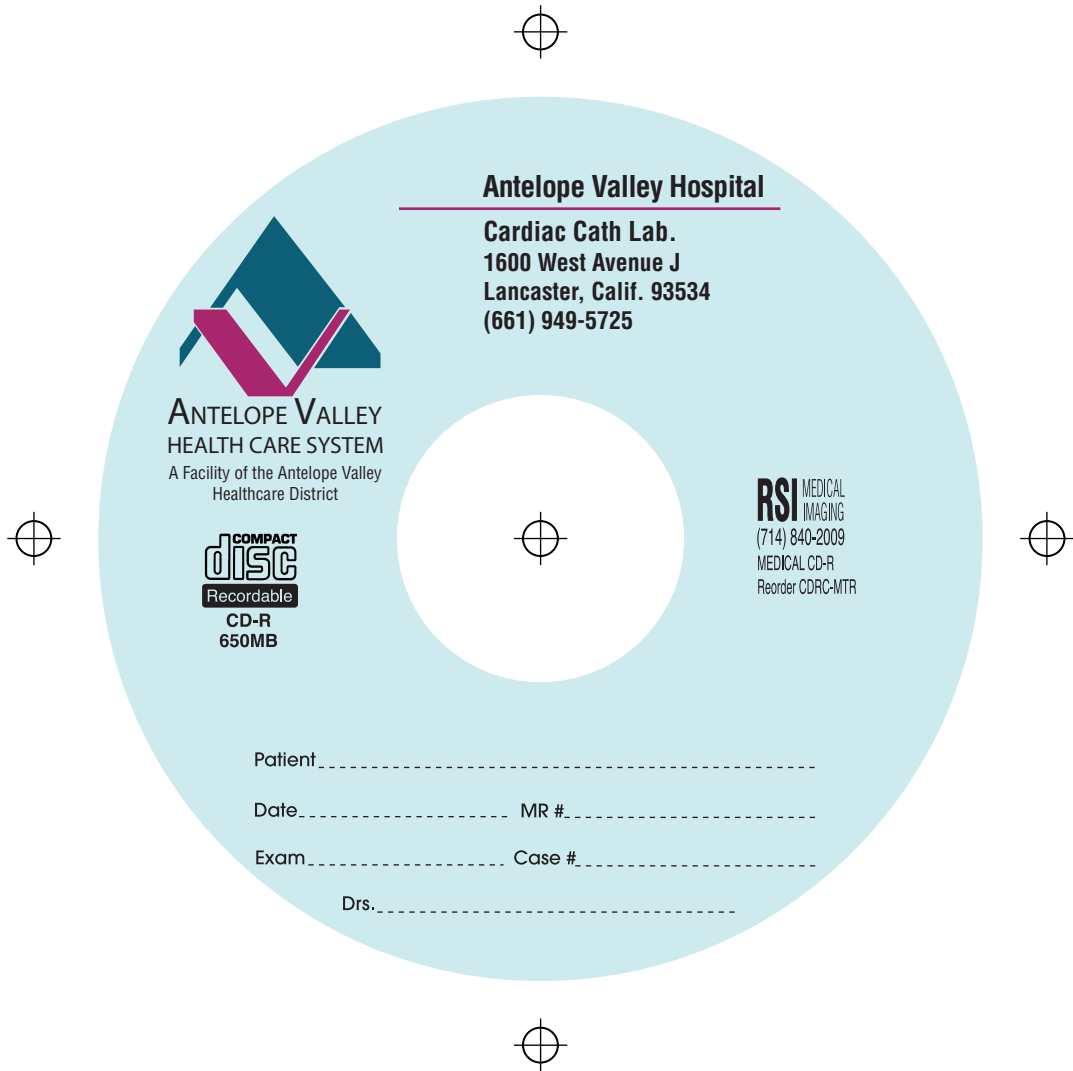 Antelope Valley Hospital
Cardiac Cath Lab.
1600 West Avenue J
Lancaster, Calif. 93534
(661) 949-5725
ANTELOPE VALLEY
HEALTH CARE SYSTEM
A Facility of the Antelope Valley
Healthcare District
COMPACT
disc
Recordable
CD-R
650MB
RSI MEDICAL
IMAGING
(714) 840-2009
MEDICAL CD-R
Reorder CDRC-MTR
Patient
Date MR #
Exam Case #
Drs.